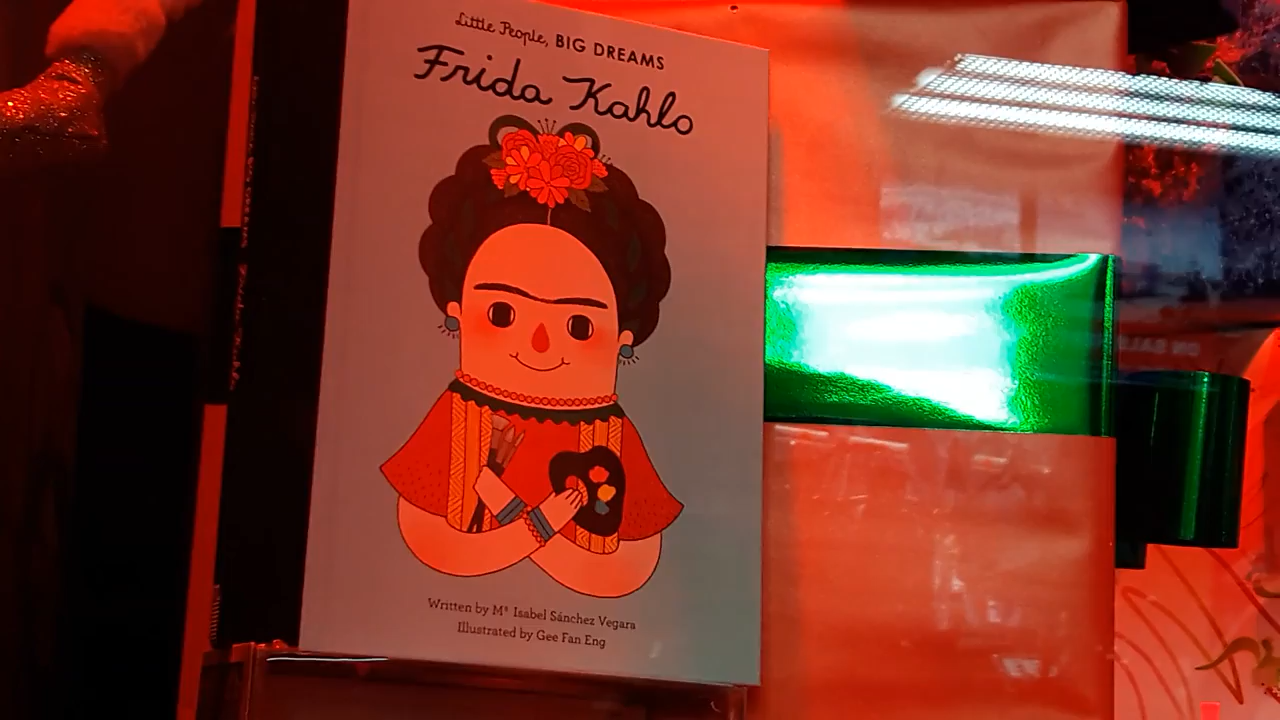 Little People, BIG DREAMS
Frida Kahlo
Written by Mª Isabel Sánchez Vegara
Illustrated by Gee Fan Eng